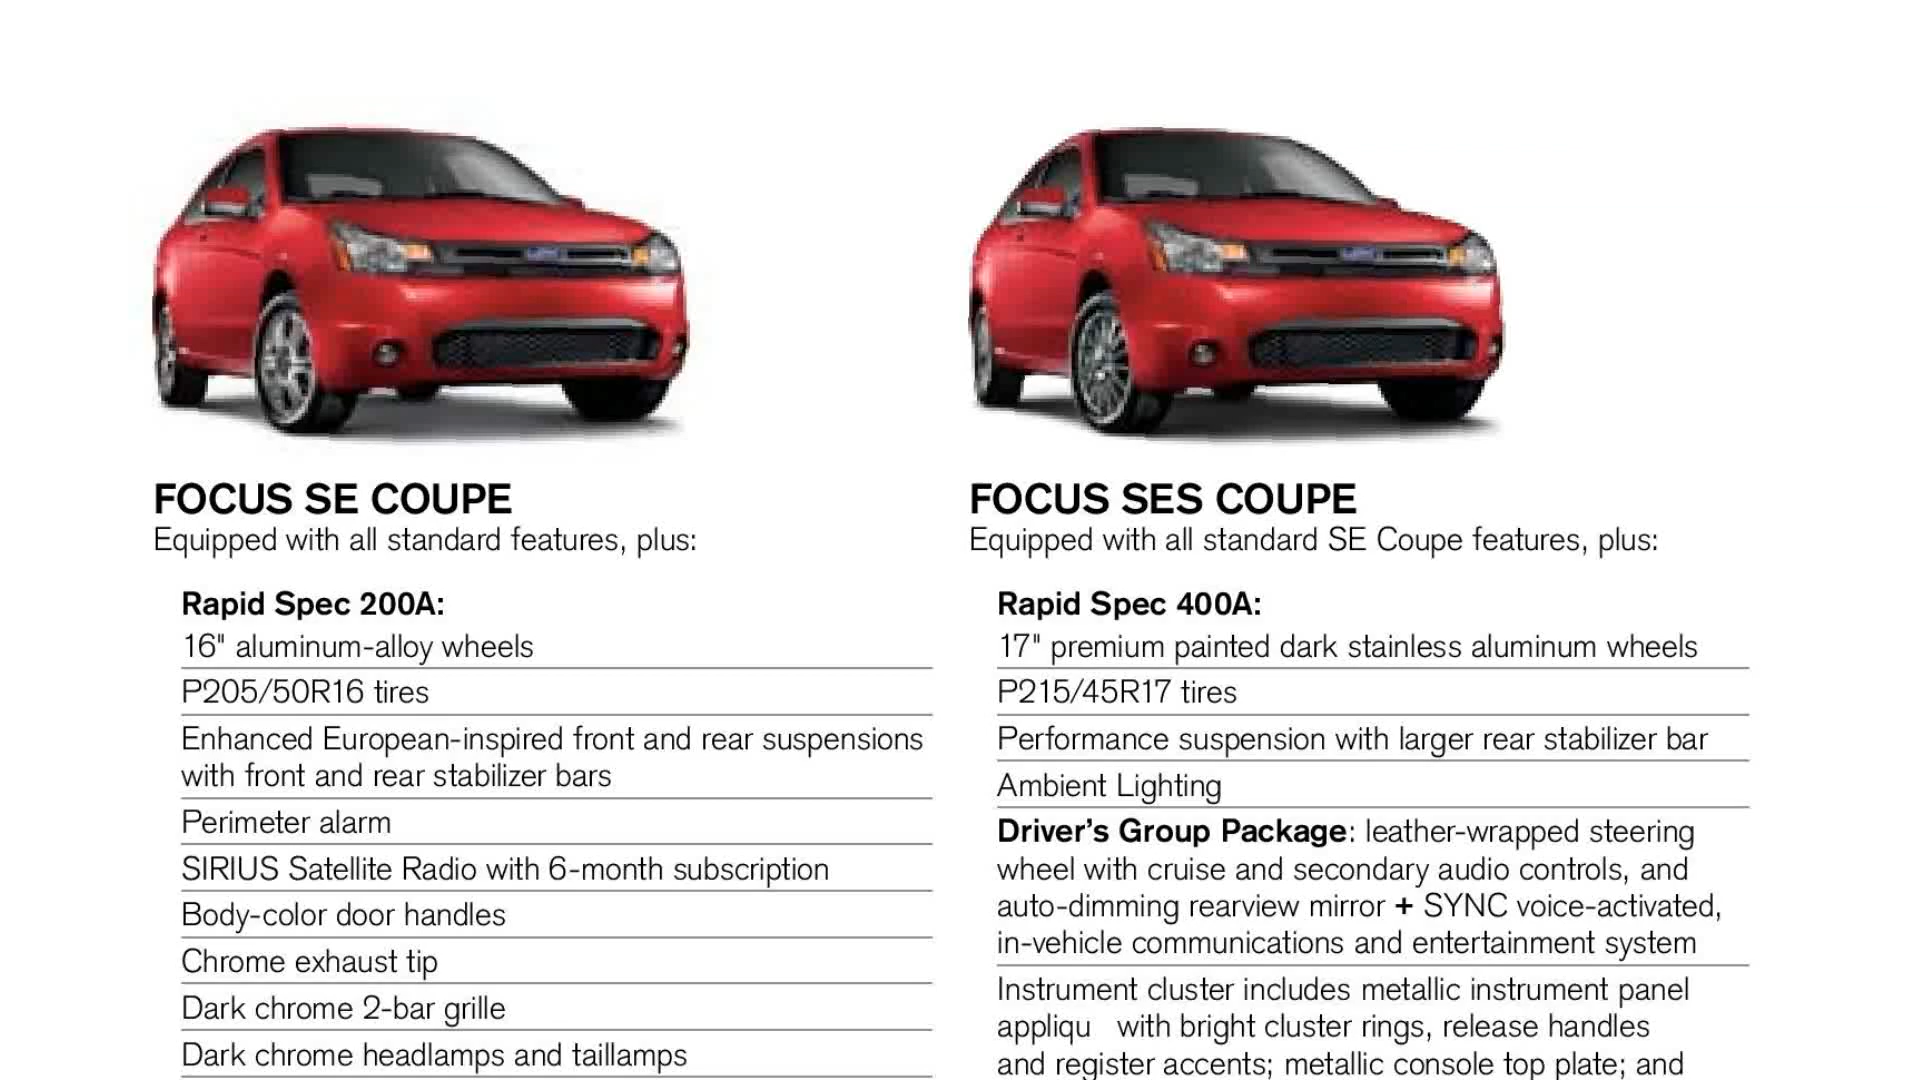 FOCUS SE COUPE
Equipped with all standard features, plus:
Rapid Spec 200A:
16" aluminum-alloy wheels
P205/50R16 tires
Enhanced European-inspired front and rear suspensions
with front and rear stabilizer bars
Perimeter alarm
SIRIUS Satellite Radio with 6-month subscription
Body-color door handles
Chrome exhaust tip
Dark chrome 2-bar grille
Dark chrome headlamps and taillamps
FOCUS SES COUPE
Equipped with all standard SE Coupe features, plus:
Rapid Spec 400A:
17" premium painted dark stainless aluminum wheels
P215/45R17 tires
Performance suspension with larger rear stabilizer bar
Ambient Lighting
Driver’s Group Package: leather-wrapped steering
wheel with cruise and secondary audio controls, and
auto-dimming rearview mirror + SYNC voice-activated,
in-vehicle communications and entertainment system
Instrument cluster includes metallic instrument panel
appliqu with bright cluster rings, release handles
and register accents; metallic console top plate; and